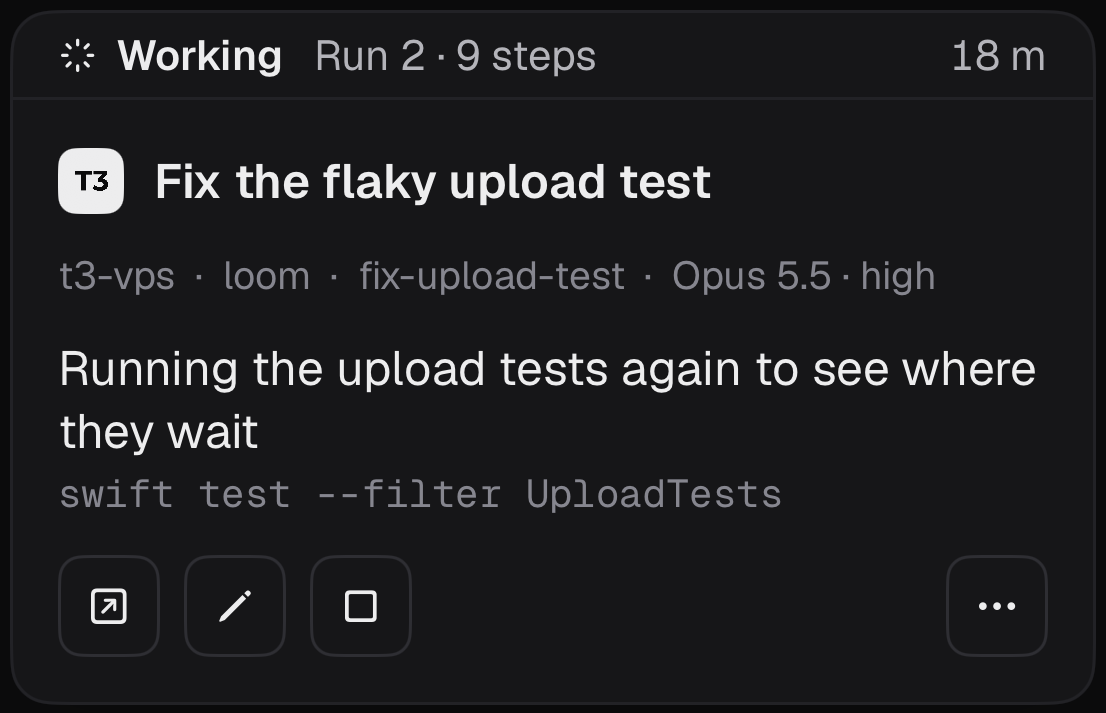 Working Run 2 · 9 steps 18 m
T3 Fix the flaky upload test
t3-vps · loom · fix-upload-test · Opus 5.5 · high
Running the upload tests again to see where
they wait
swift test --filter UploadTests